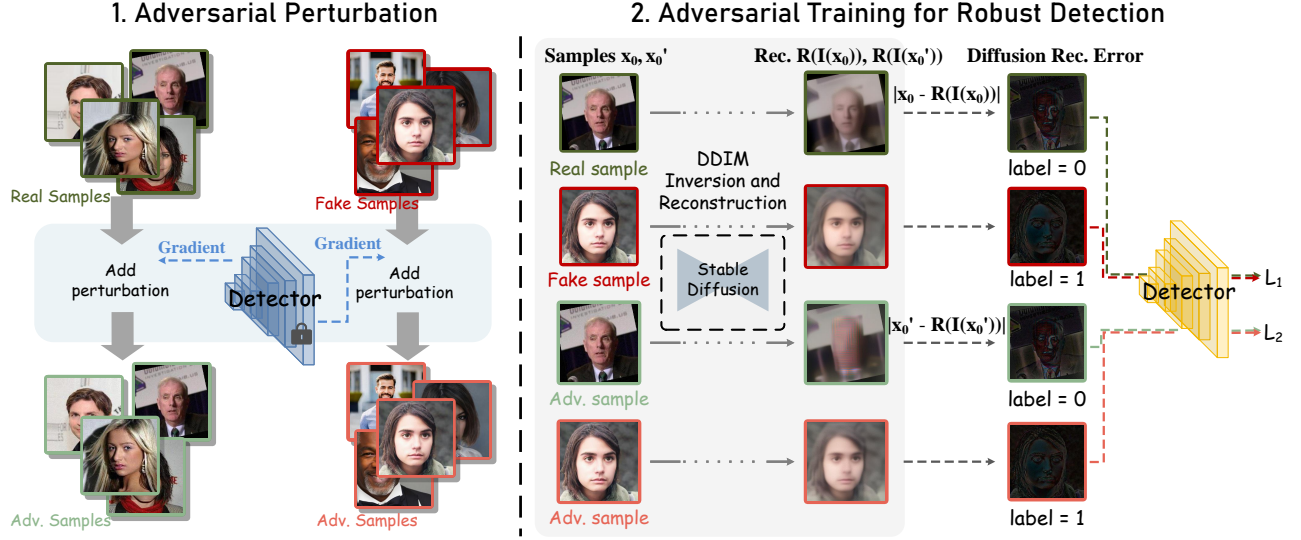 1. Adversarial Perturbation
Real Samples
Fake Samples
Gradient
Gradient
Add
perturbation
Detector
Add
perturbation
Adv. Samples
Adv. Samples
2. Adversarial Training for Robust Detection
Samples x₀, x₀'
Rec. R(I(x₀)), R(I(x₀'))
Diffusion Rec. Error
|x₀ - R(I(x₀))|
Real sample
label = 0
DDIM
Inversion and
Reconstruction
Fake sample
label = 1
Stable
Diffusion
Detector
L₁
L₂
|x₀' - R(I(x₀'))|
Adv. sample
label = 0
Adv. sample
label = 1